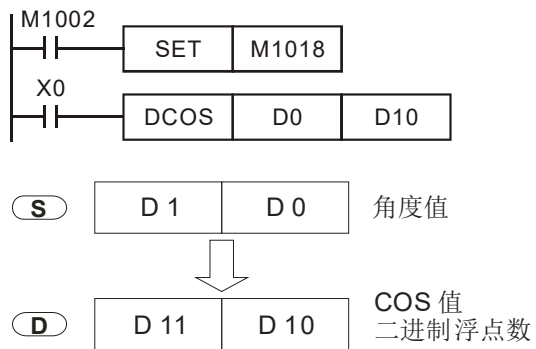 M1002
SET M1018
X0
DCOS D0 D10
S D 1 D 0 角度值
COS 值
D D 11 D 10 二进制浮点数